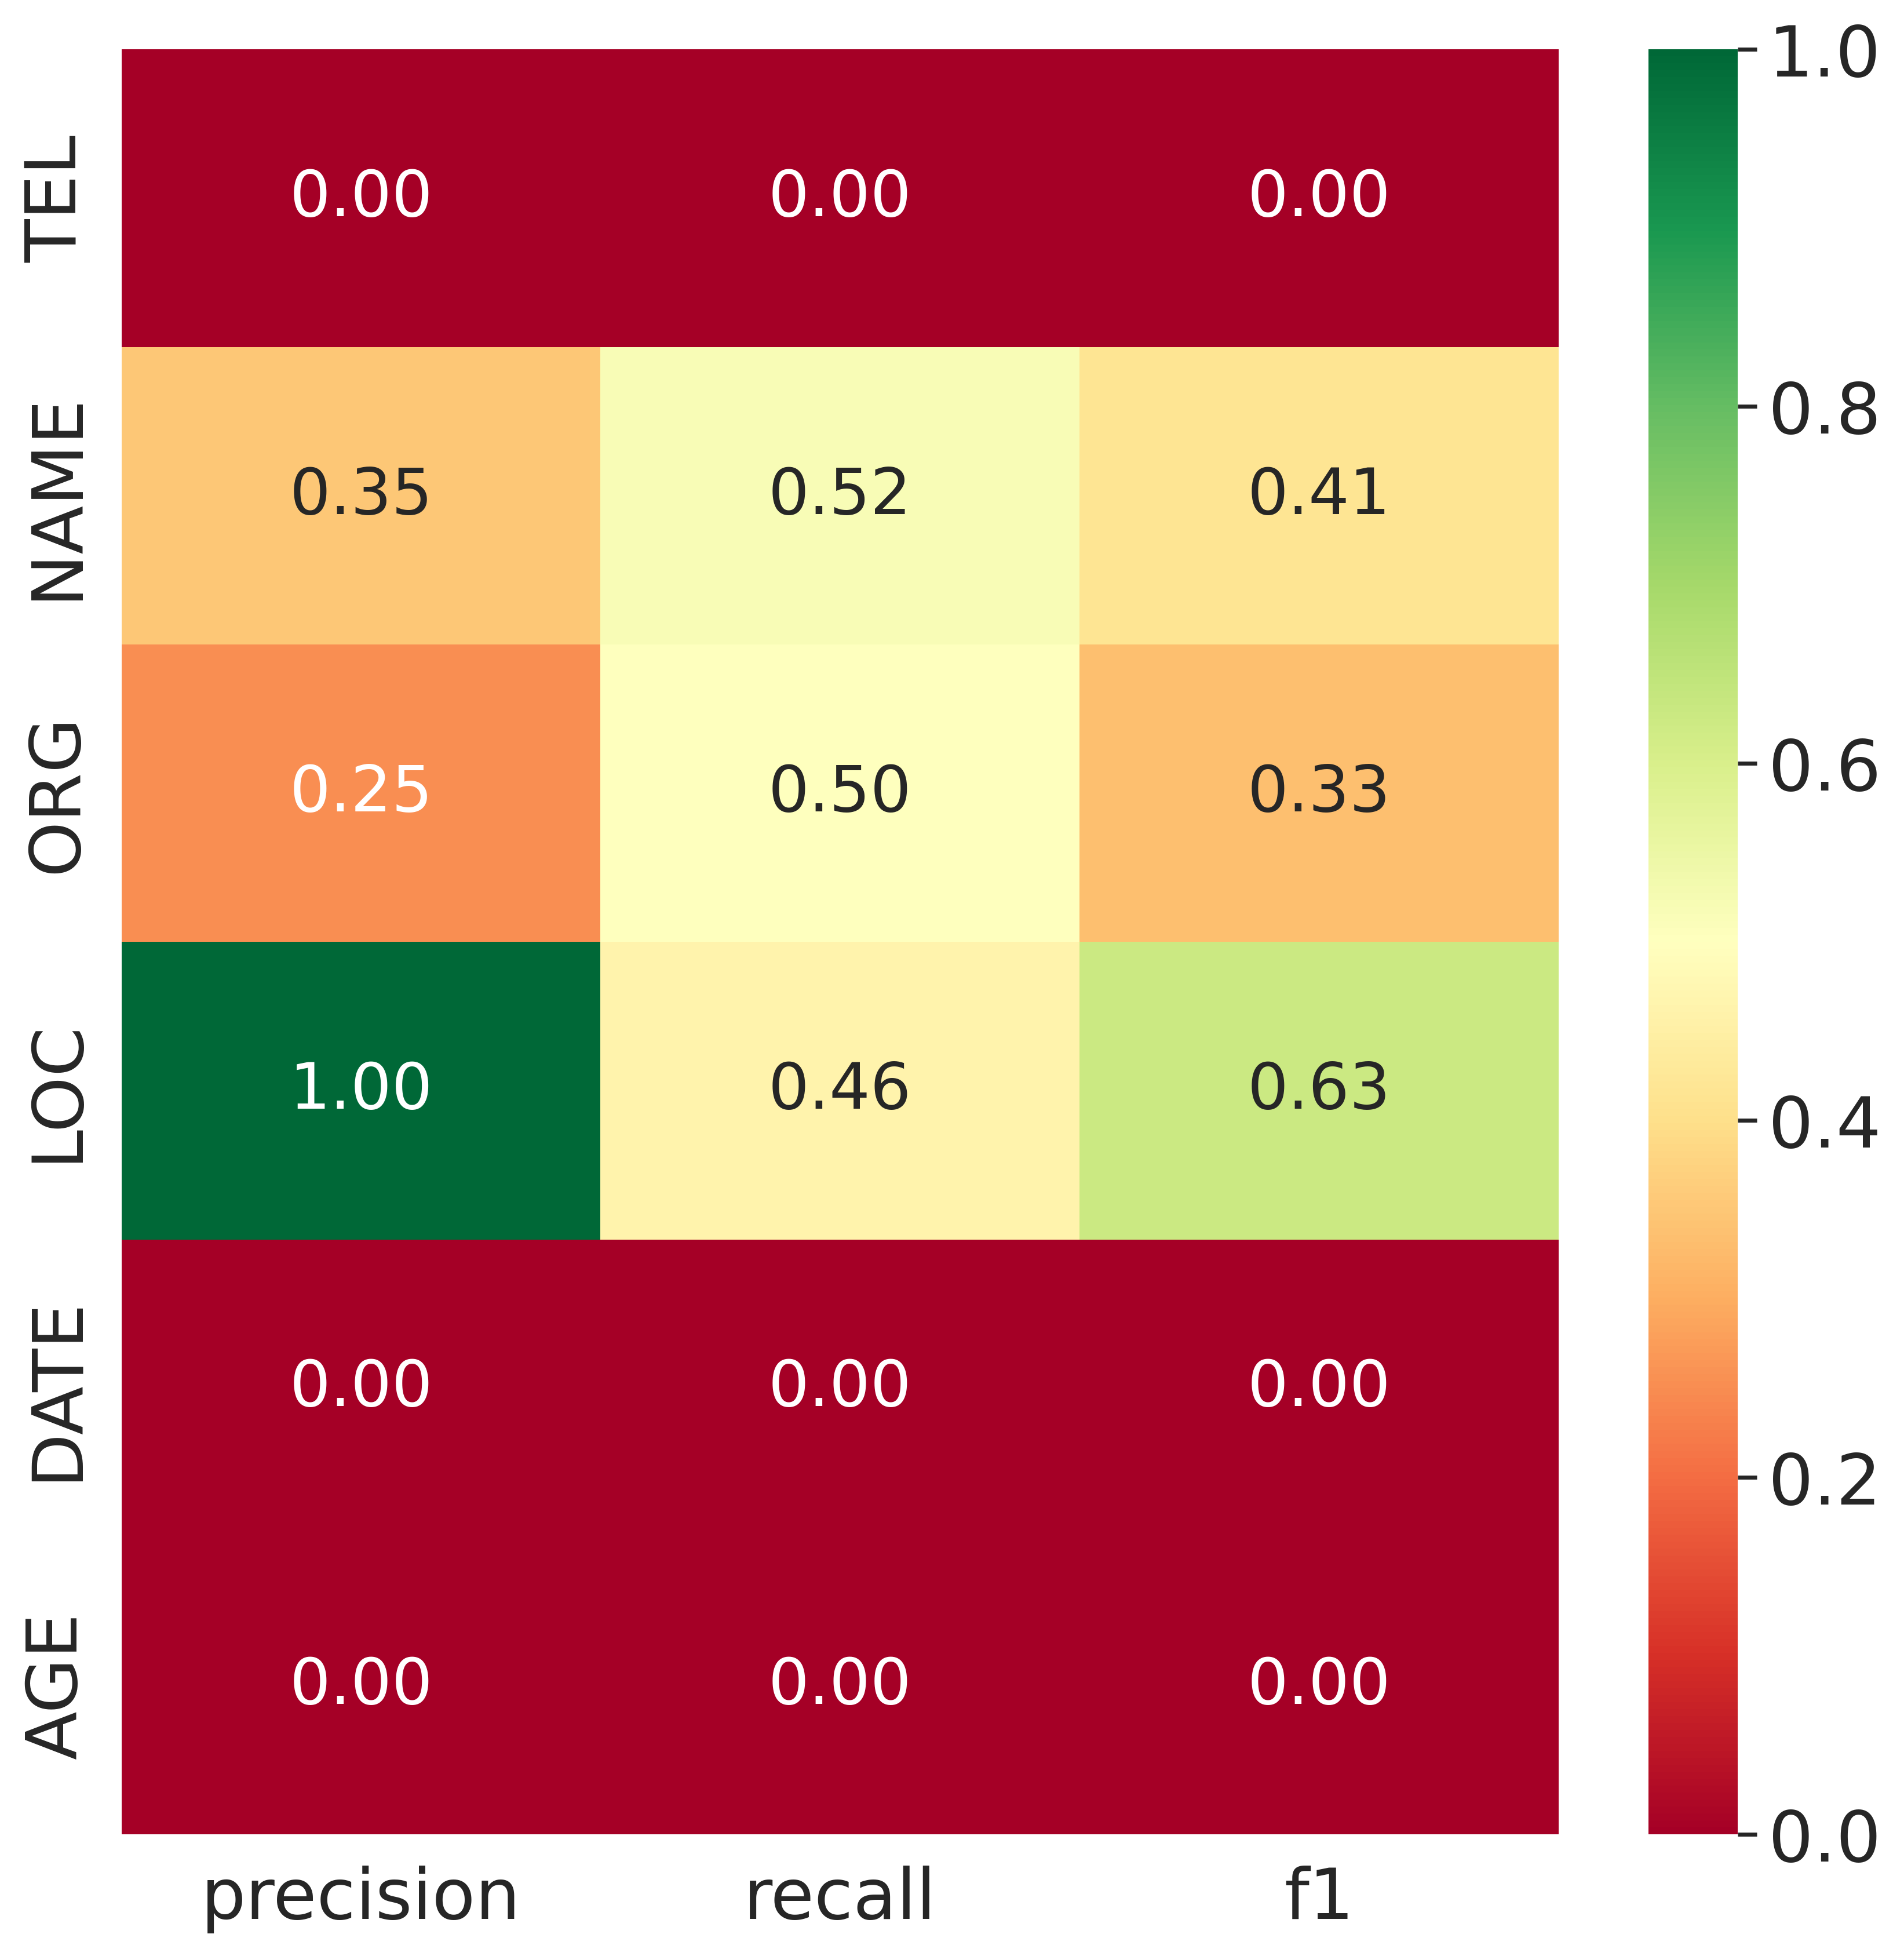 TEL 0.00 0.00 0.00
NAME 0.35 0.52 0.41
ORG 0.25 0.50 0.33
LOC 1.00 0.46 0.63
DATE 0.00 0.00 0.00
AGE 0.00 0.00 0.00
precision recall f1
1.0
0.8
0.6
0.4
0.2
0.0